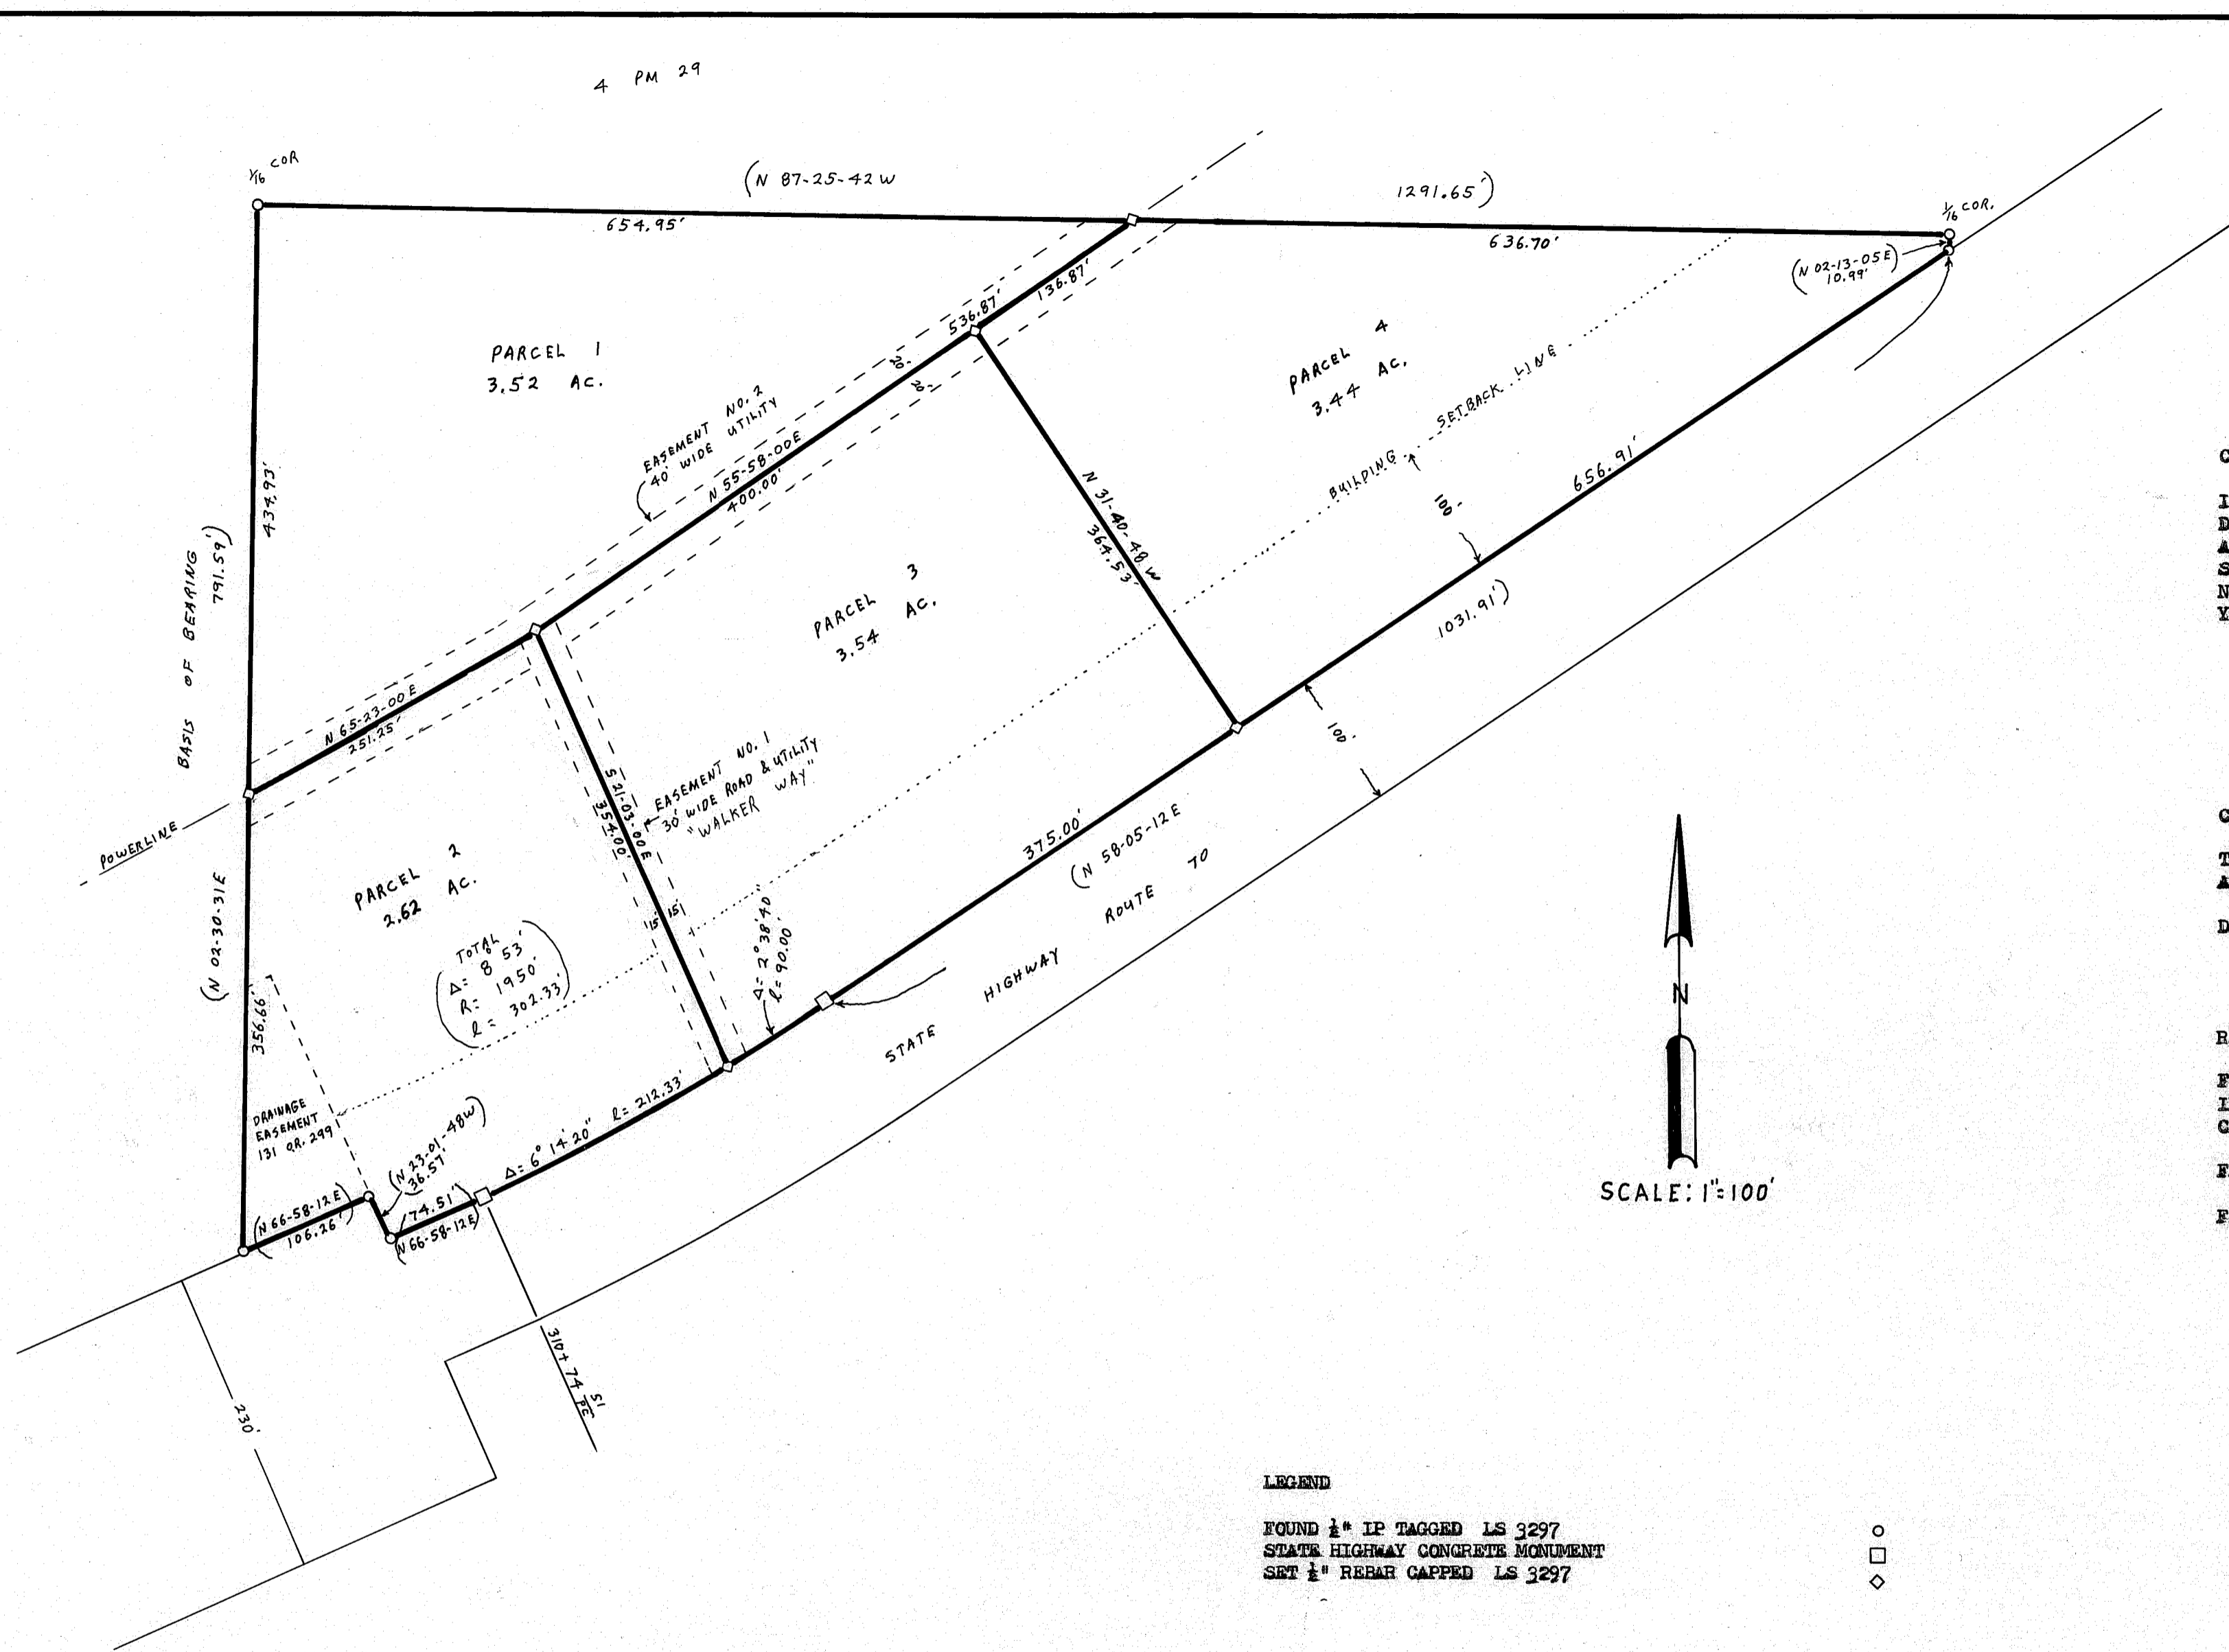 4 PM 29
1/16 COR
(N 87-25-42 W
1291.65')
1/16 COR.
654.95'
636.70'
(N 02-13-05 E)
10.99'
136.87'
536.87'
PARCEL 1
3.52 AC.
PARCEL 4
3.44 AC.
20'
20'
EASEMENT NO. 2
40' WIDE UTILITY
BUILDING SETBACK LINE
N 55-58-00 E
400.00'
434.93'
N 31-40-48 W
364.53'
656.91'
100'
BASIS OF BEARING
791.59')
PARCEL 3
3.54 AC.
1031.91')
N 65-23-00 E
251.25'
100'
EASEMENT NO. 1
30' WIDE ROAD & UTILITY
"WALKER WAY"
S 21-03-00 E
354.00'
POWERLINE
375.00'
(N 58-05-12 E
PARCEL 2
2.62 AC.
STATE HIGHWAY ROUTE 70
15' 15'
(N 02-30-31 E
TOTAL
Δ= 8° 53'
R= 1950'
ℓ= 302.33'
Δ= 2° 38' 40"
ℓ= 90.00'
356.66'
N
DRAINAGE
EASEMENT
131 O.R. 299
(N 23-01-48 W)
36.57'
Δ= 6° 14' 20" ℓ= 212.33'
(N 66-58-12 E)
106.26'
(74.51')
(N 66-58-12 E)
SCALE: 1"=100'
310+74 51
PC
230'
LEGEND
FOUND ½" IP TAGGED LS 3297
STATE HIGHWAY CONCRETE MONUMENT
SET ½" REBAR CAPPED LS 3297